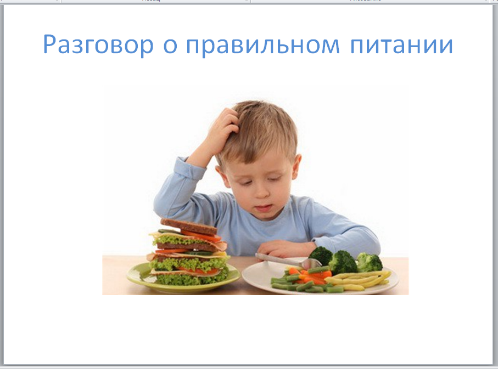 Разговор о правильном питании